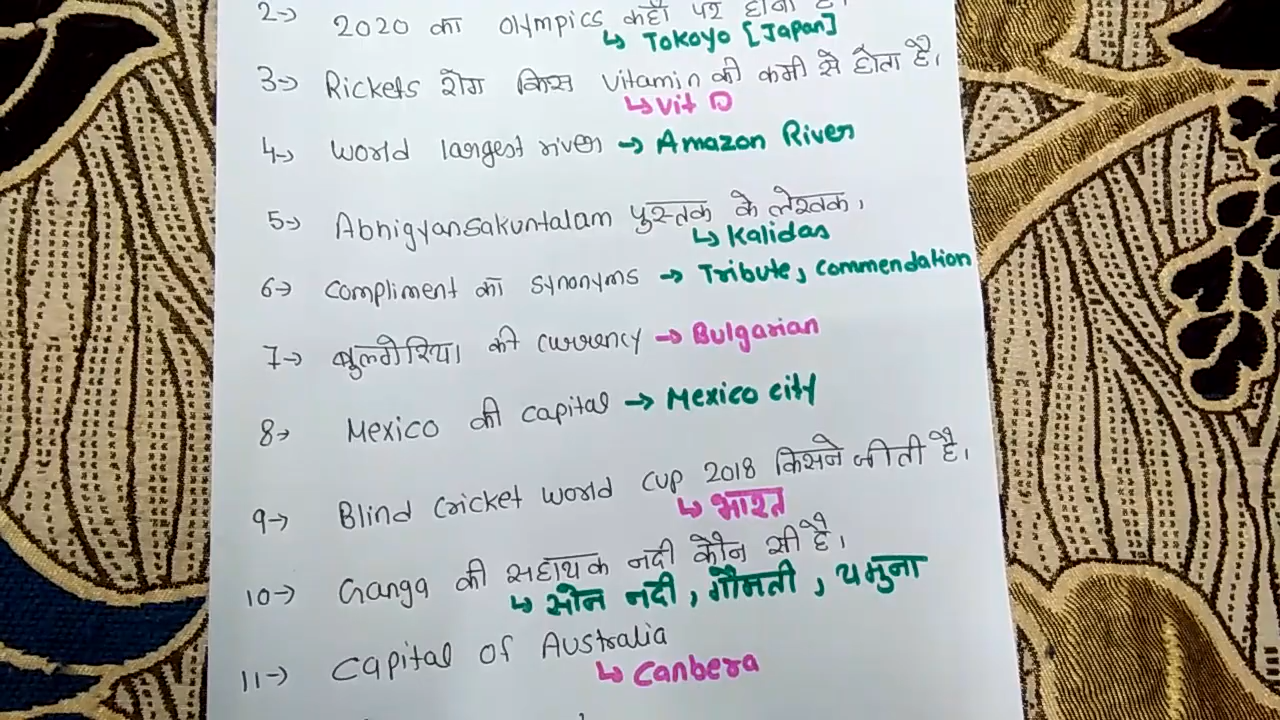 2→ 2020 का Olympics कहाँ पर होना है।
↳ Tokoyo [Japan]
3→ Rickets रोग किस Vitamin की कमी से होता है।
↳ Vit D
4→ World largest river → Amazon River
5→ Abhigyansakuntalam पुस्तक के लेखक।
↳ Kalidas
6→ Compliment का synonyms → Tribute, commendation
7→ बुल्गेरिया की currency → Bulgarian
8→ Mexico की capital → Mexico city
9→ Blind Cricket World Cup 2018 किसने जीती है।
↳ भारत
10→ Ganga की सहायक नदी कौन सी है।
↳ सोन नदी, गौमती, यमुना
11→ Capital of Australia
↳ Canbera